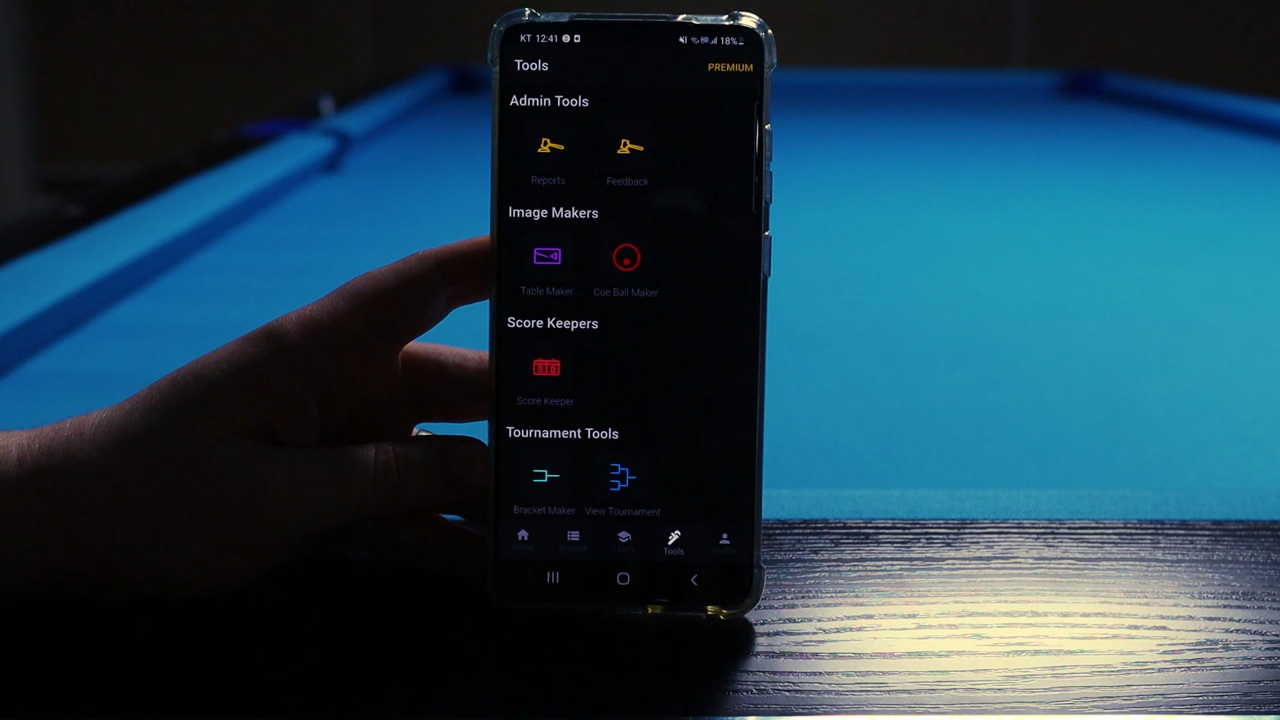 KT 12:41 18%
Tools PREMIUM
Admin Tools
Reports Feedback
Image Makers
Table Maker Cue Ball Maker
Score Keepers
Score Keeper
Tournament Tools
Bracket Maker View Tournament
Tools